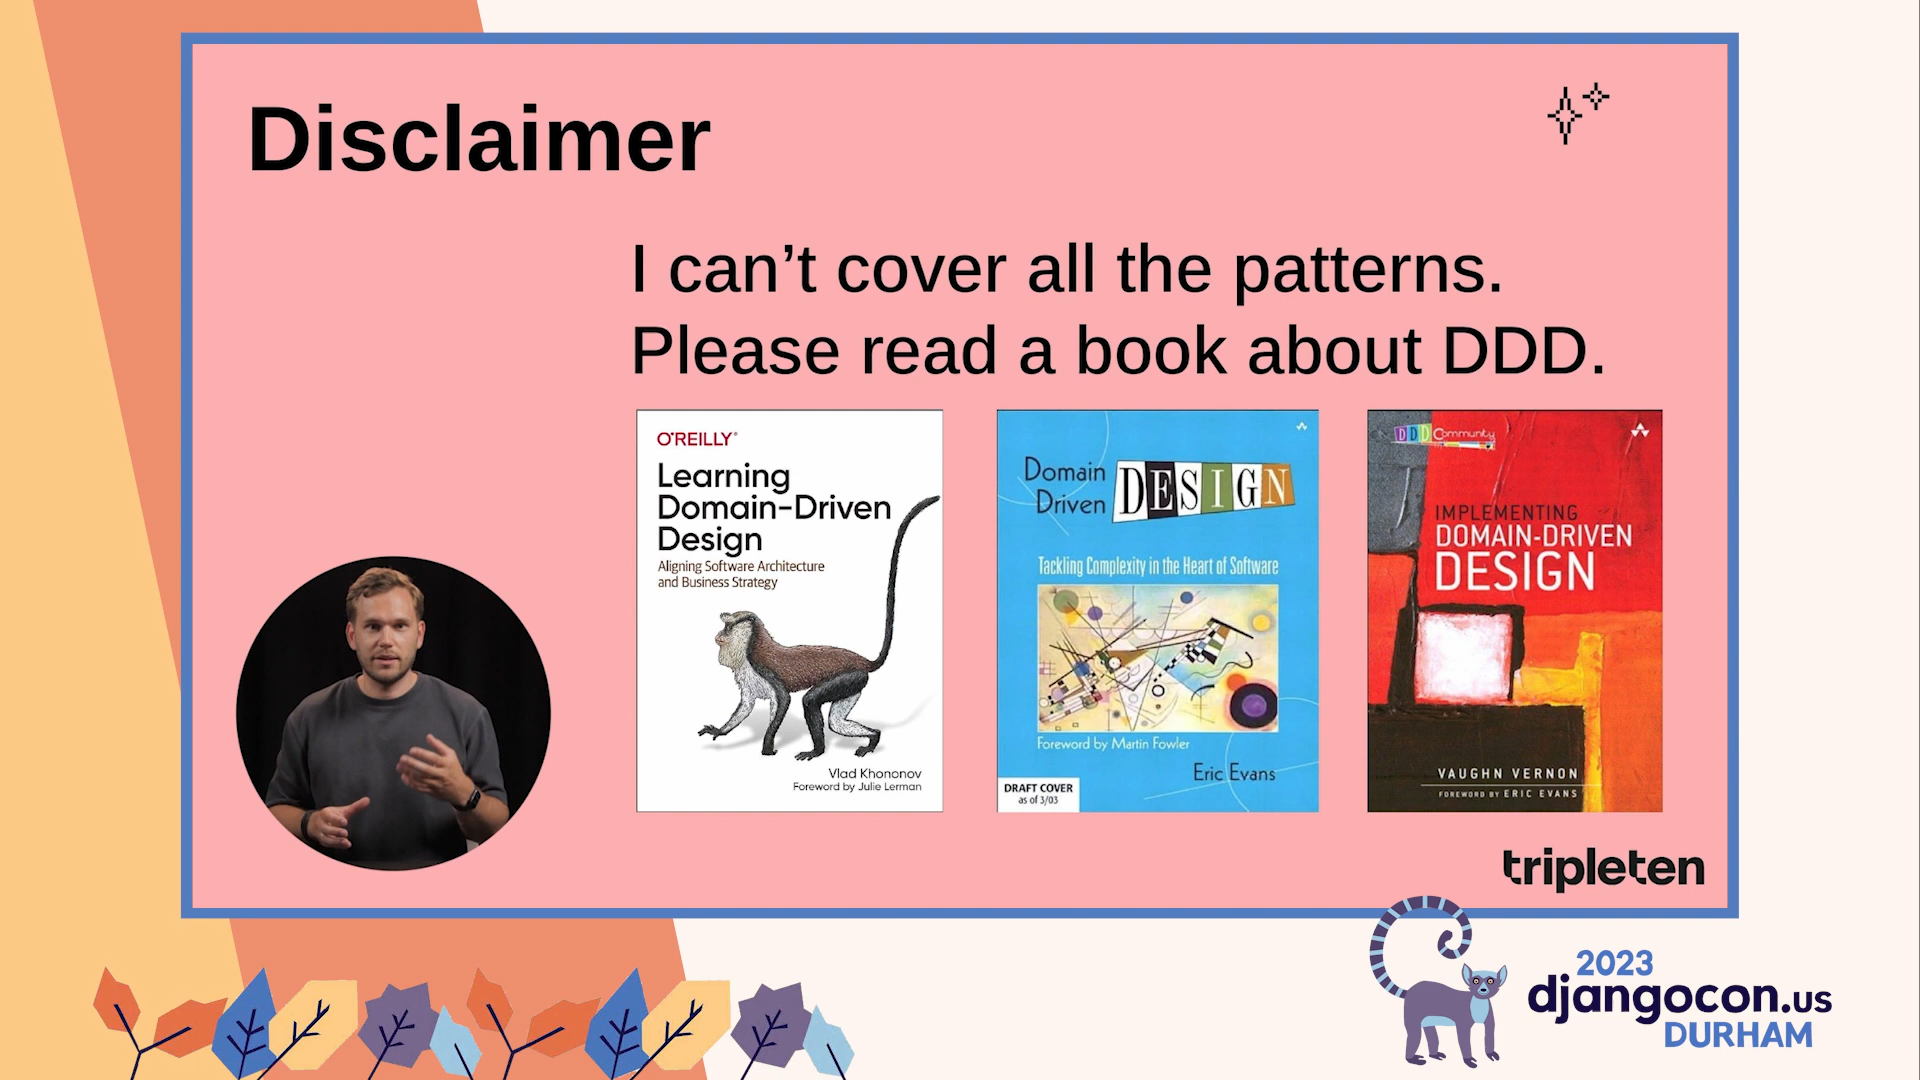 Disclaimer
I can’t cover all the patterns.
Please read a book about DDD.
O'REILLY®
Learning
Domain-Driven
Design
Aligning Software Architecture
and Business Strategy
Vlad Khononov
Foreword by Julie Lerman
Domain
Driven
DESIGN
Tackling Complexity in the Heart of Software
Foreword by Martin Fowler
Eric Evans
DRAFT COVER
as of 3/03
DDD Community
IMPLEMENTING
DOMAIN-DRIVEN
DESIGN
VAUGHN VERNON
FOREWORD BY ERIC EVANS
tripleten
2023
djangocon.us
DURHAM